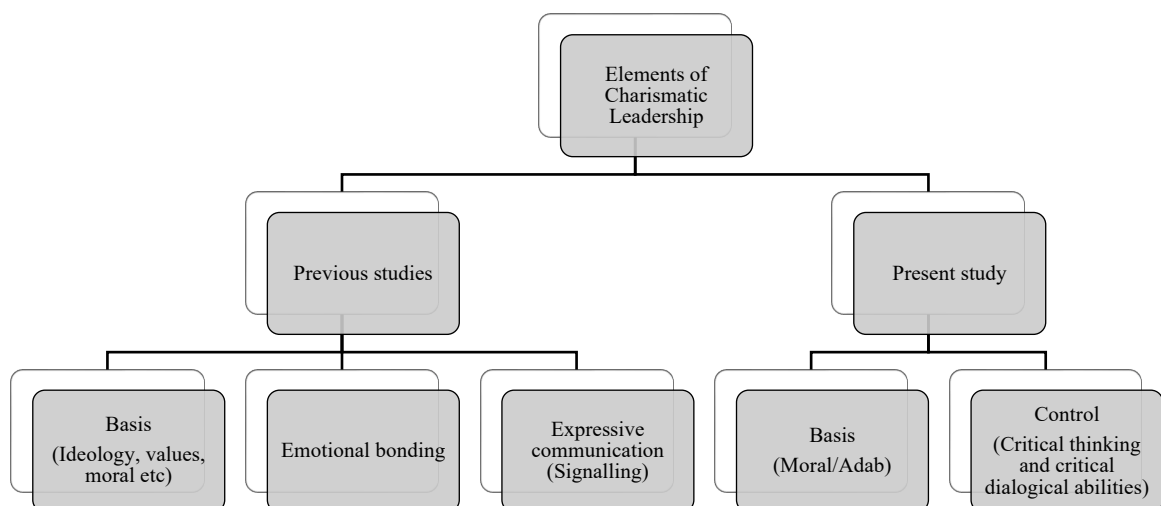 Elements of
Charismatic
Leadership
Previous studies
Present study
Basis
(Ideology, values,
moral etc)
Emotional bonding
Expressive
communication
(Signalling)
Basis
(Moral/Adab)
Control
(Critical thinking
and critical
dialogical abilities)